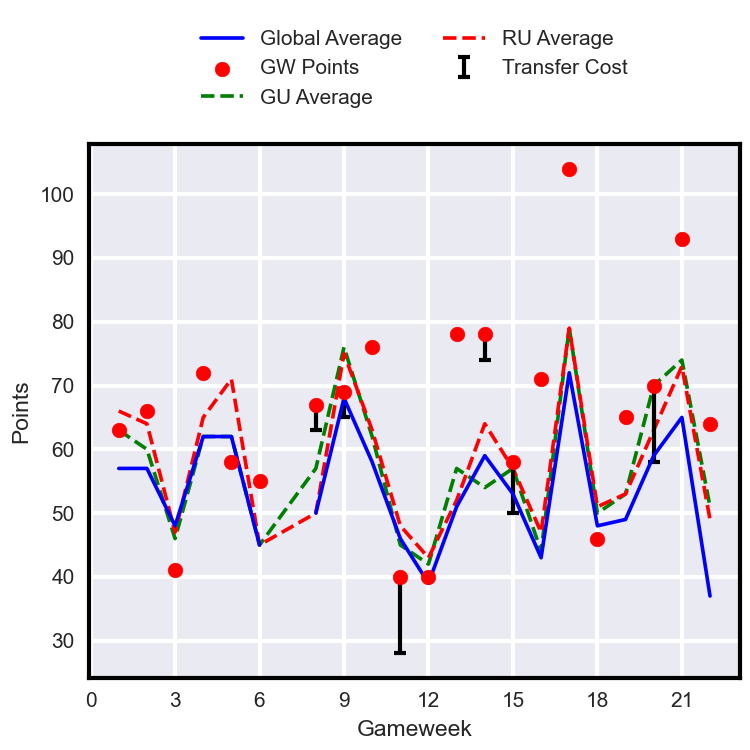 Global Average
GW Points
GU Average
RU Average
Transfer Cost
Points
100
90
80
70
60
50
40
30
0 3 6 9 12 15 18 21
Gameweek